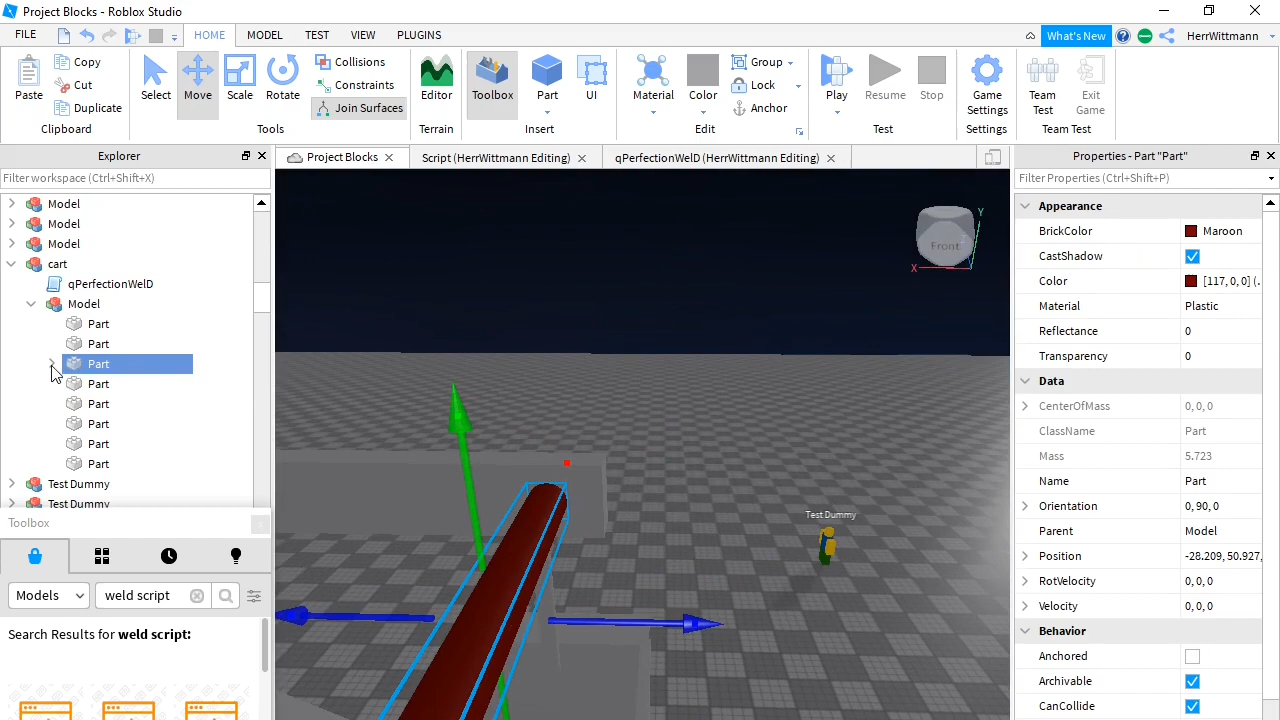 Project Blocks - Roblox Studio
FILE HOME MODEL TEST VIEW PLUGINS What's New HerrWittmann
Paste Copy Cut Duplicate Select Move Scale Rotate Collisions Constraints Join Surfaces Editor Toolbox Part UI Material Color Group Lock Anchor Play Resume Stop Game Settings Team Test Exit Game
Clipboard Tools Terrain Insert Edit Test Settings Team Test
Explorer
Filter workspace (Ctrl+Shift+X)
Model
Model
Model
cart
qPerfectionWelD
Model
Part
Part
Part
Part
Part
Part
Part
Part
Test Dummy
Test Dummy
Toolbox
Models weld script
Search Results for weld script:
Project Blocks Script (HerrWittmann Editing) qPerfectionWelD (HerrWittmann Editing)
Front
X
Y
Test Dummy
Properties - Part "Part"
Filter Properties (Ctrl+Shift+P)
Appearance
BrickColor Maroon
CastShadow
Color [117, 0, 0] (.
Material Plastic
Reflectance 0
Transparency 0
Data
CenterOfMass 0, 0, 0
ClassName Part
Mass 5.723
Name Part
Orientation 0, 90, 0
Parent Model
Position -28.209, 50.927,
RotVelocity 0, 0, 0
Velocity 0, 0, 0
Behavior
Anchored
Archivable
CanCollide